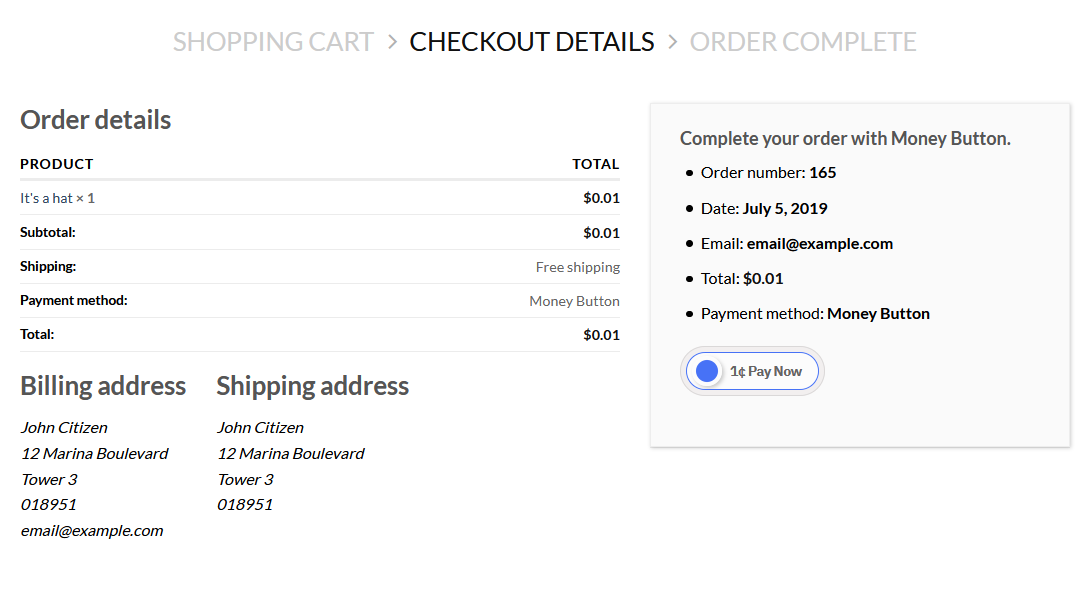 SHOPPING CART > CHECKOUT DETAILS > ORDER COMPLETE
Order details
PRODUCT TOTAL
It's a hat × 1 $0.01
Subtotal: $0.01
Shipping: Free shipping
Payment method: Money Button
Total: $0.01
Billing address
John Citizen
12 Marina Boulevard
Tower 3
018951
email@example.com
Shipping address
John Citizen
12 Marina Boulevard
Tower 3
018951
Complete your order with Money Button.
• Order number: 165
• Date: July 5, 2019
• Email: email@example.com
• Total: $0.01
• Payment method: Money Button
1¢ Pay Now